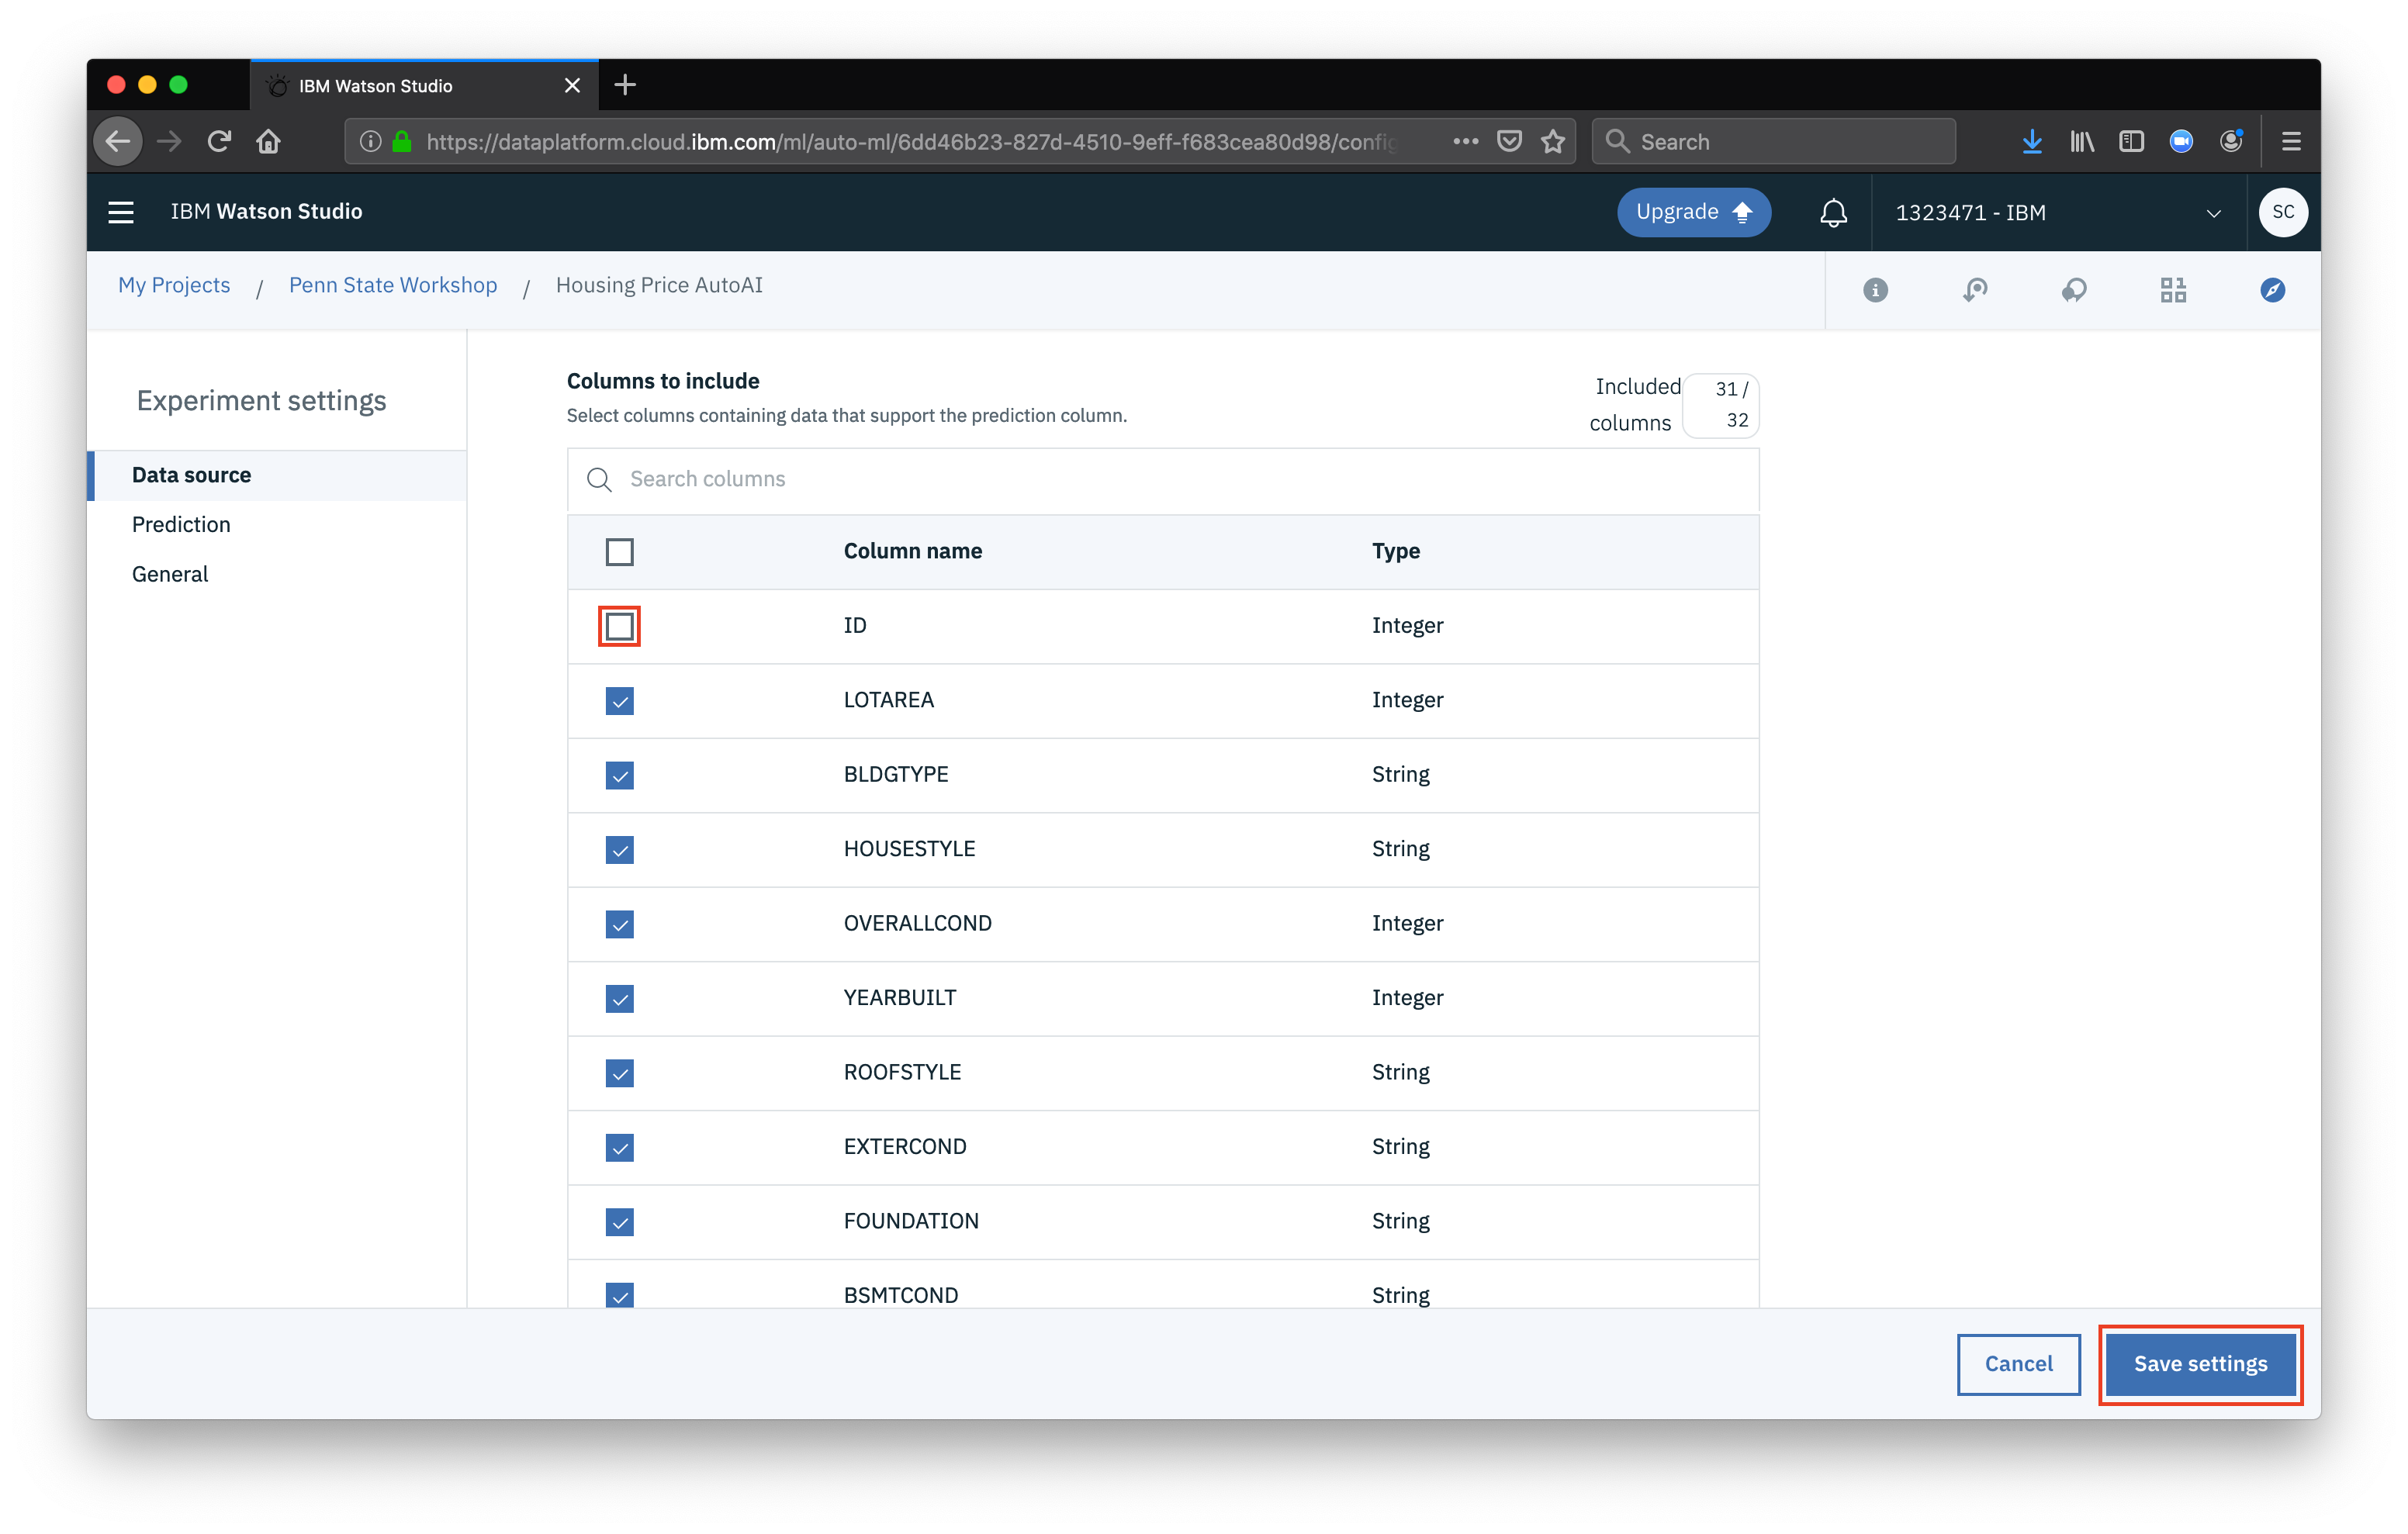 IBM Watson Studio
https://dataplatform.cloud.ibm.com/ml/auto-ml/6dd46b23-827d-4510-9eff-f683cea80d98/config
Search
IBM Watson Studio
Upgrade
1323471 - IBM
SC
My Projects / Penn State Workshop / Housing Price AutoAI
Experiment settings
Data source
Prediction
General
Columns to include
Select columns containing data that support the prediction column.
Included columns
31 / 32
Search columns
Column name Type
ID Integer
LOTAREA Integer
BLDGTYPE String
HOUSESTYLE String
OVERALLCOND Integer
YEARBUILT Integer
ROOFSTYLE String
EXTERCOND String
FOUNDATION String
BSMTCOND String
Cancel
Save settings